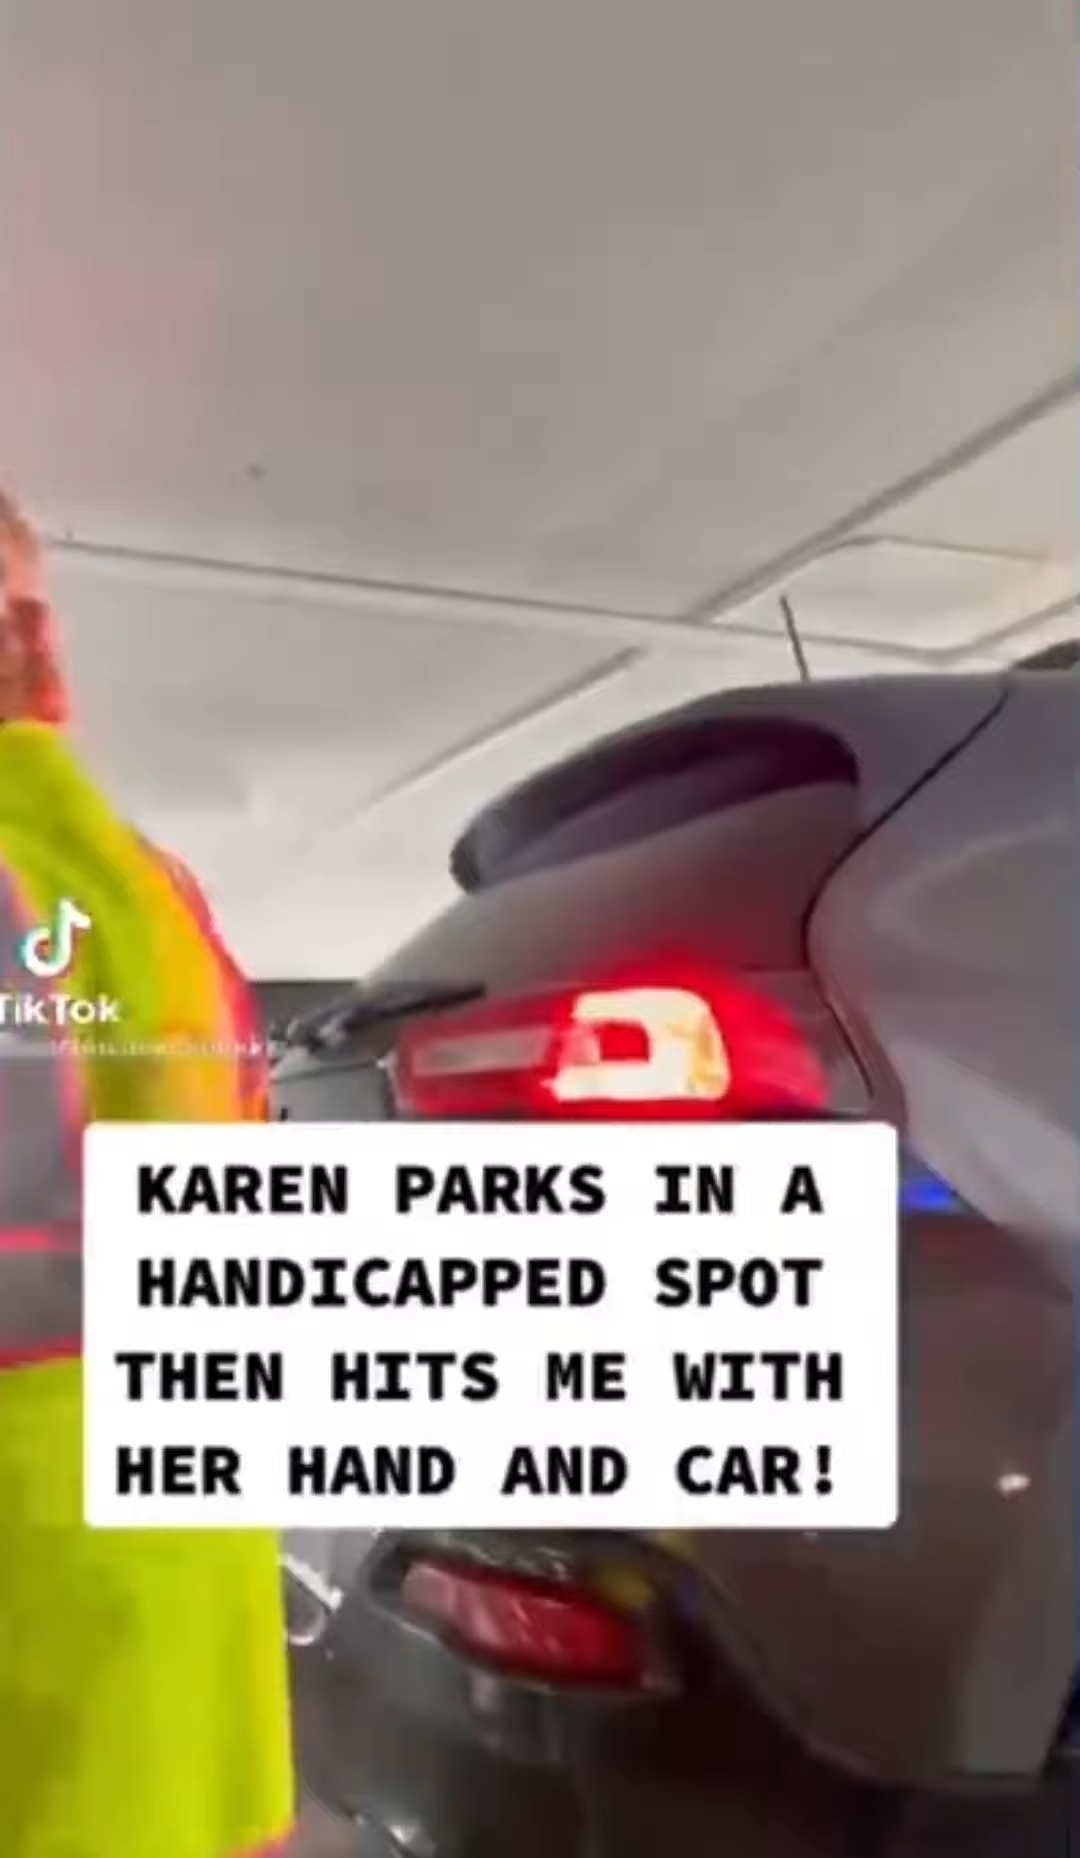 TikTok
KAREN PARKS IN A
HANDICAPPED SPOT
THEN HITS ME WITH
HER HAND AND CAR!